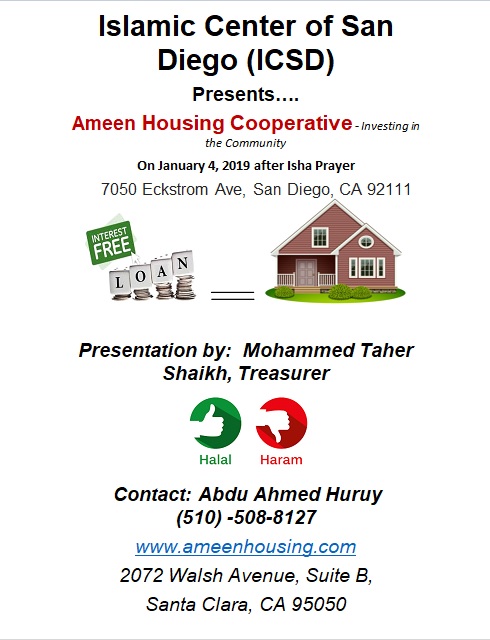 Islamic Center of San
Diego (ICSD)
Presents….
Ameen Housing Cooperative - Investing in
the Community
On January 4, 2019 after Isha Prayer
7050 Eckstrom Ave, San Diego, CA 92111
INTEREST
FREE
LOAN
Presentation by: Mohammed Taher
Shaikh, Treasurer
Halal Haram
Contact: Abdu Ahmed Huruy
(510) -508-8127
www.ameenhousing.com
2072 Walsh Avenue, Suite B,
Santa Clara, CA 95050